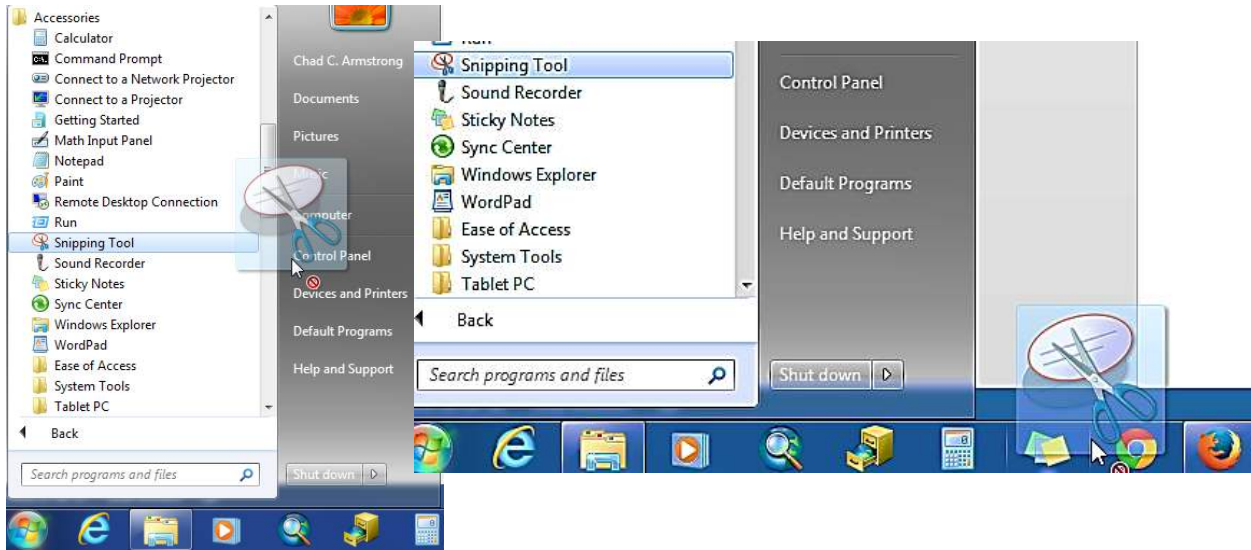 Accessories
Calculator
Command Prompt
Connect to a Network Projector
Connect to a Projector
Getting Started
Math Input Panel
Notepad
Paint
Remote Desktop Connection
Run
Snipping Tool
Sound Recorder
Sticky Notes
Sync Center
Windows Explorer
WordPad
Ease of Access
System Tools
Tablet PC
Back
Search programs and files
Chad C. Armstrong
Documents
Pictures
Music
Computer
Control Panel
Devices and Printers
Default Programs
Help and Support
Shut down
Run
Snipping Tool
Sound Recorder
Sticky Notes
Sync Center
Windows Explorer
WordPad
Ease of Access
System Tools
Tablet PC
Back
Search programs and files
Control Panel
Devices and Printers
Default Programs
Help and Support
Shut down